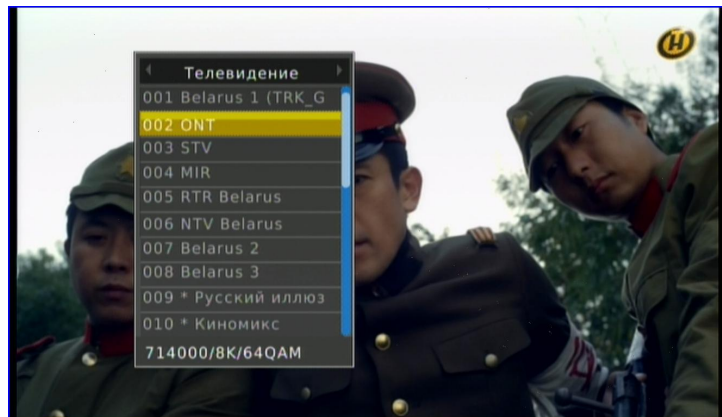 Телевидение
001 Belarus 1 (TRK_G
002 ONT
003 STV
004 MIR
005 RTR Belarus
006 NTV Belarus
007 Belarus 2
008 Belarus 3
009 * Русский иллюз
010 * Киномикс
714000/8K/64QAM
Н